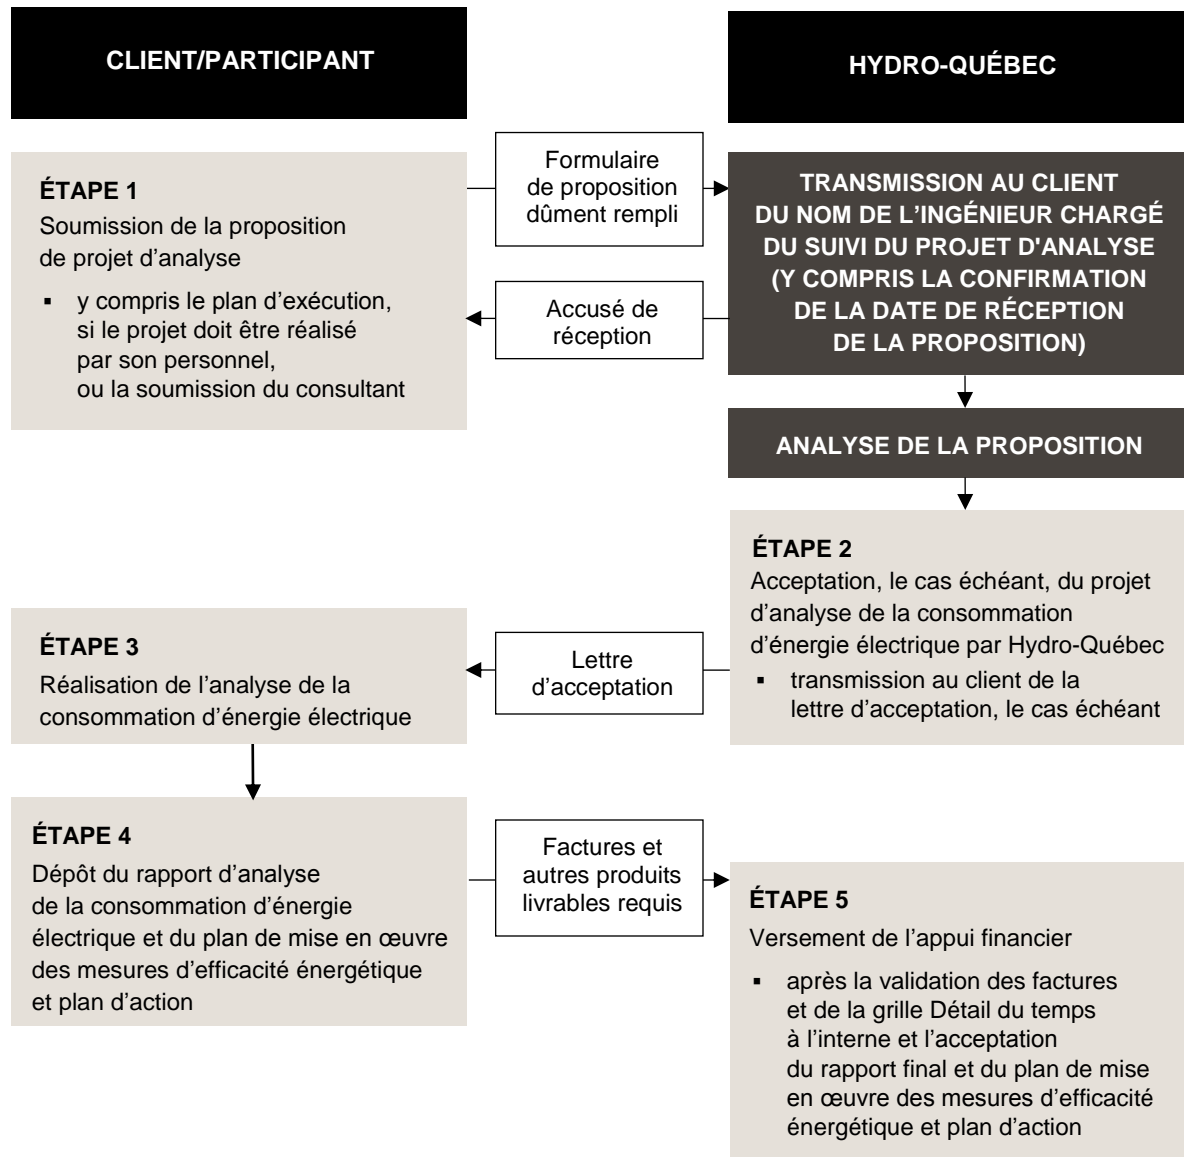 CLIENT/PARTICIPANT
HYDRO-QUÉBEC
ÉTAPE 1
Soumission de la proposition
de projet d’analyse
▪ y compris le plan d’exécution,
si le projet doit être réalisé
par son personnel,
ou la soumission du consultant
Formulaire
de proposition
dûment rempli
Accusé de
réception
TRANSMISSION AU CLIENT
DU NOM DE L’INGÉNIEUR CHARGÉ
DU SUIVI DU PROJET D'ANALYSE
(Y COMPRIS LA CONFIRMATION
DE LA DATE DE RÉCEPTION
DE LA PROPOSITION)
ANALYSE DE LA PROPOSITION
ÉTAPE 2
Acceptation, le cas échéant, du projet
d’analyse de la consommation
d’énergie électrique par Hydro-Québec
▪ transmission au client de la
lettre d’acceptation, le cas échéant
Lettre
d’acceptation
ÉTAPE 3
Réalisation de l’analyse de la
consommation d’énergie électrique
ÉTAPE 4
Dépôt du rapport d’analyse
de la consommation d’énergie
électrique et du plan de mise en œuvre
des mesures d’efficacité énergétique
et plan d’action
Factures et
autres produits
livrables requis
ÉTAPE 5
Versement de l’appui financier
▪ après la validation des factures
et de la grille Détail du temps
à l’interne et l’acceptation
du rapport final et du plan de mise
en œuvre des mesures d’efficacité
énergétique et plan d’action